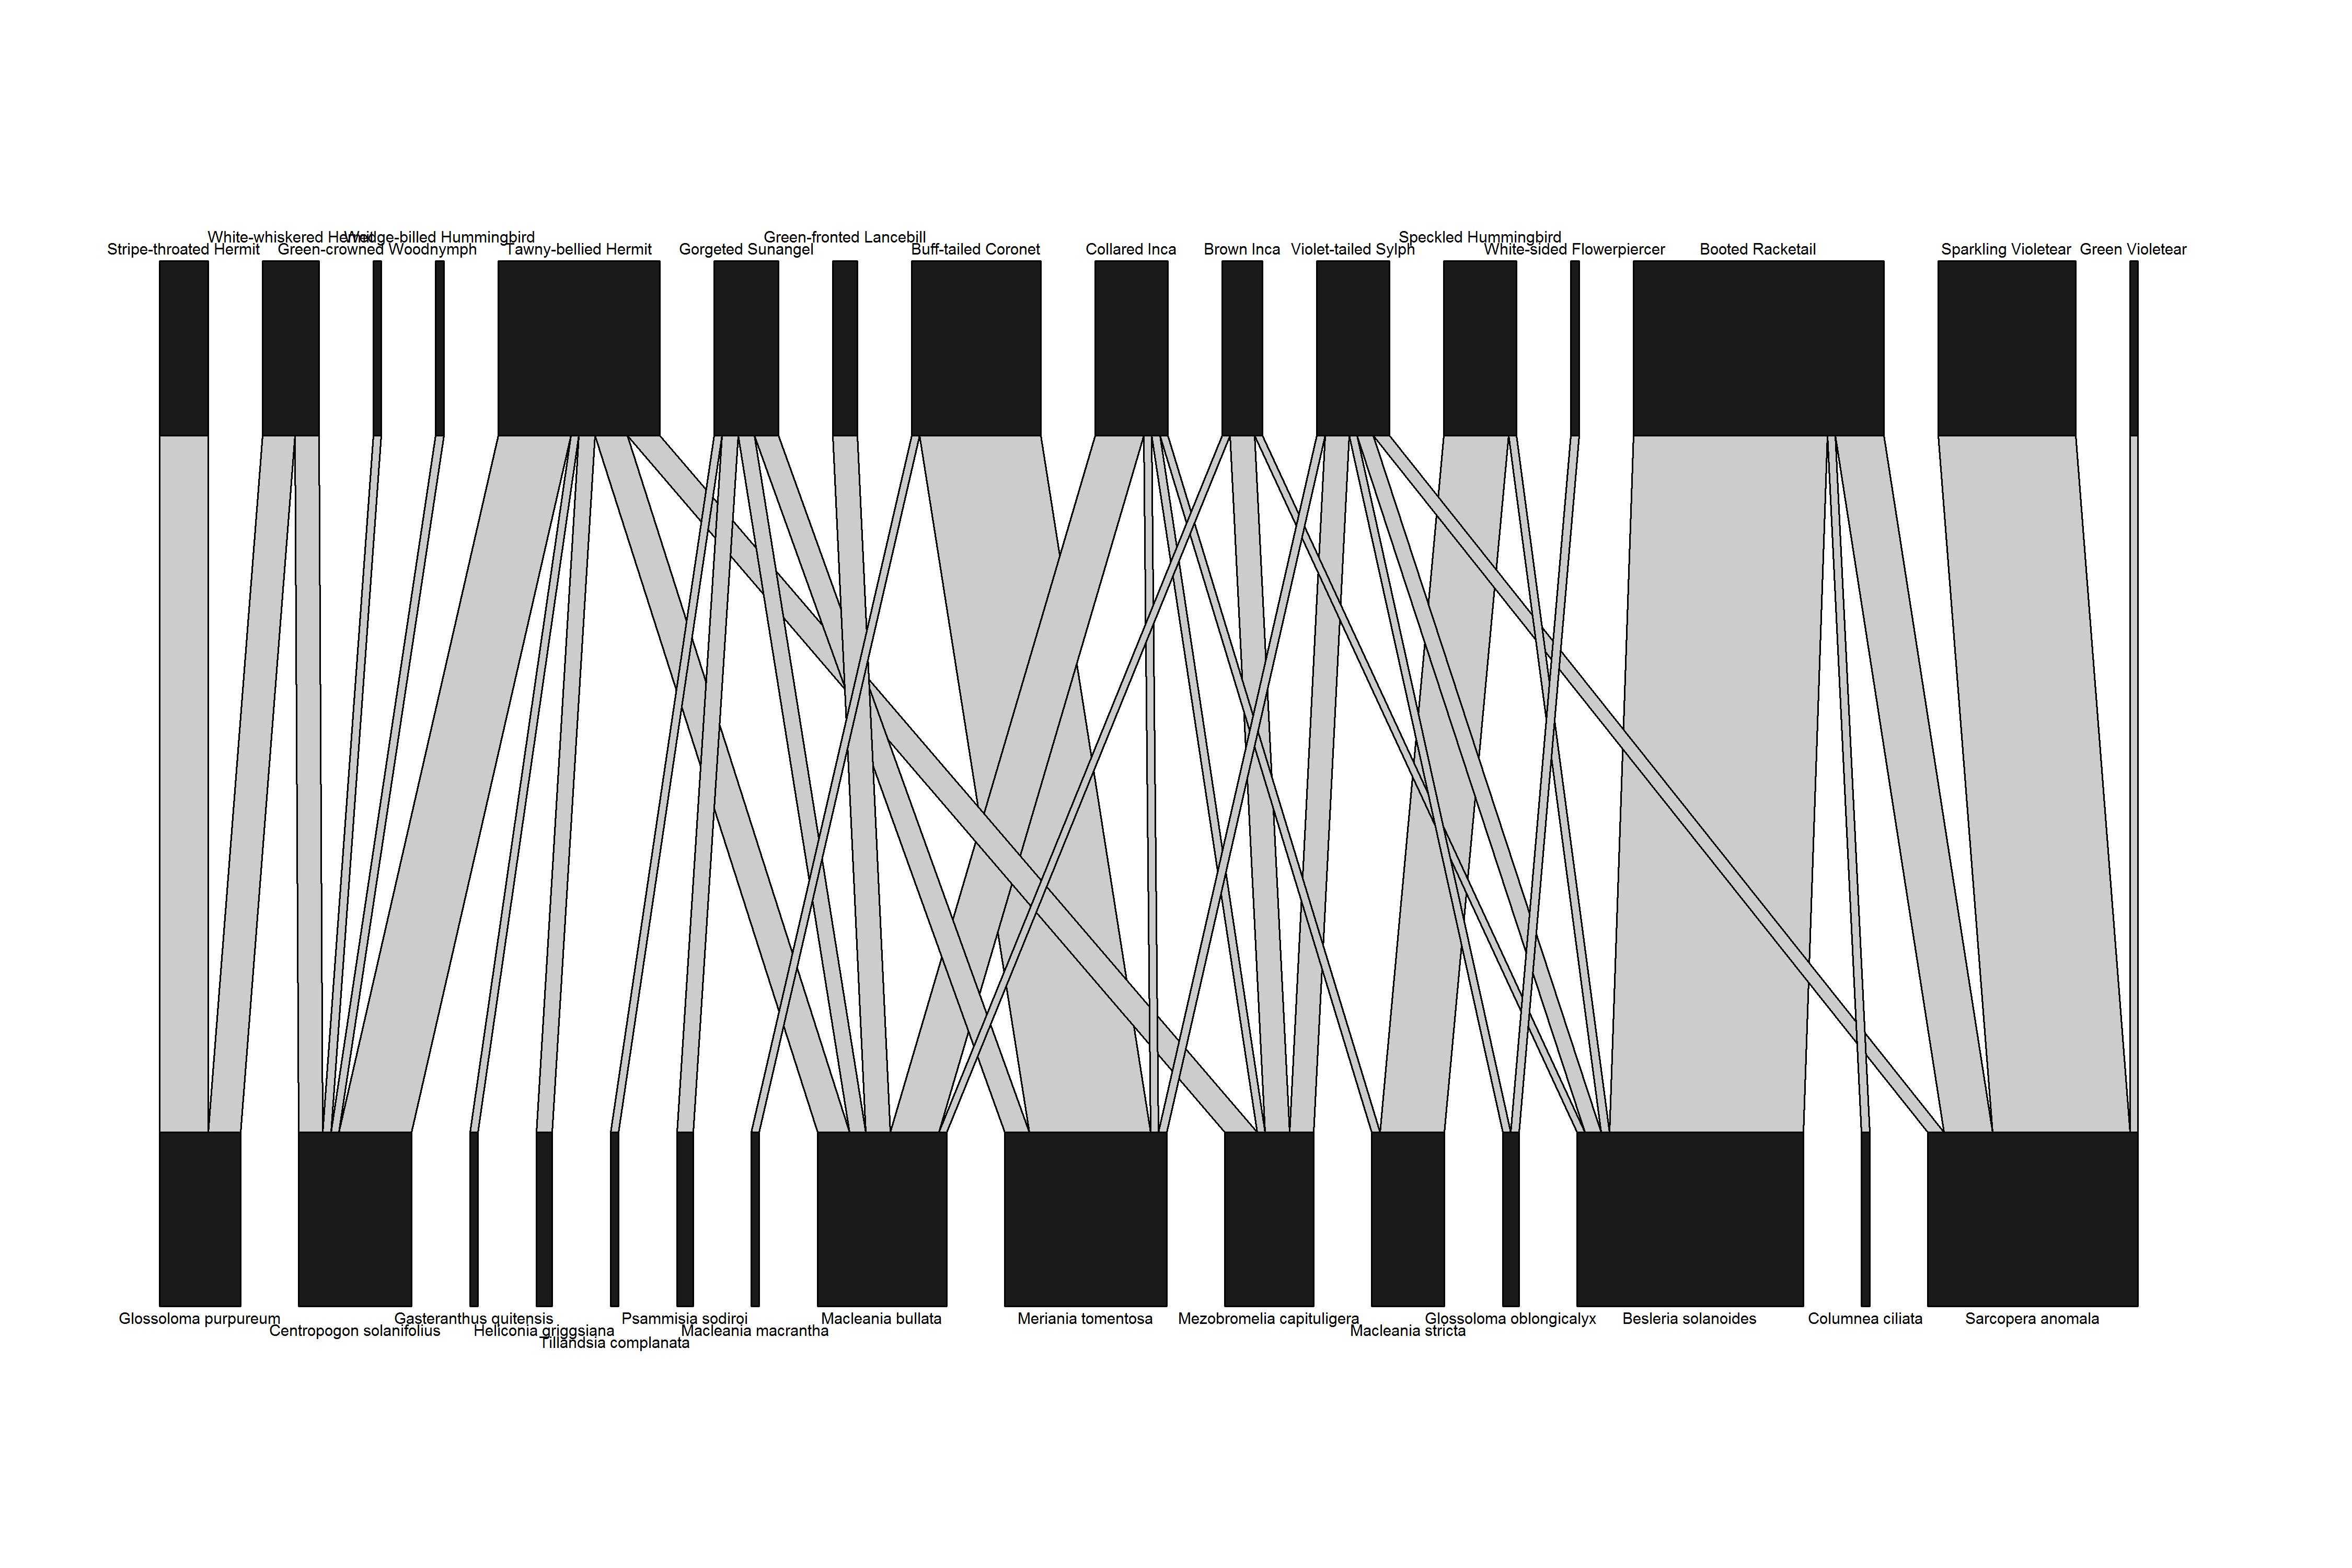 White-whiskered Hermit
Wedge-billed Hummingbird
Green-fronted Lancebill
Speckled Hummingbird
Stripe-throated Hermit
Green-crowned Woodnymph
Tawny-bellied Hermit
Gorgeted Sunangel
Buff-tailed Coronet
Collared Inca
Brown Inca
Violet-tailed Sylph
White-sided Flowerpiercer
Booted Racketail
Sparkling Violetear
Green Violetear
Glossoloma purpureum
Gasteranthus quitensis
Psammisia sodiroi
Macleania bullata
Meriania tomentosa
Mezobromelia capituligera
Glossoloma oblongicalyx
Besleria solanoides
Columnea ciliata
Sarcopera anomala
Centropogon solanifolius
Heliconia griggsiana
Macleania macrantha
Macleania stricta
Tillandsia complanata